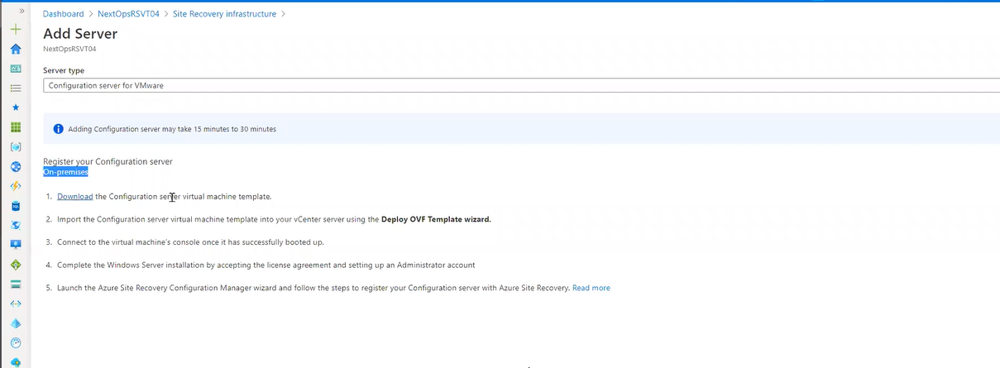 »
Dashboard > NextOpsRSVT04 > Site Recovery infrastructure >
Add Server
NextOpsRSVT04
Server type
Configuration server for VMware
Adding Configuration server may take 15 minutes to 30 minutes
Register your Configuration server
On-premises
1. Download the Configuration server virtual machine template.
2. Import the Configuration server virtual machine template into your vCenter server using the Deploy OVF Template wizard.
3. Connect to the virtual machine's console once it has successfully booted up.
4. Complete the Windows Server installation by accepting the license agreement and setting up an Administrator account
5. Launch the Azure Site Recovery Configuration Manager wizard and follow the steps to register your Configuration server with Azure Site Recovery. Read more